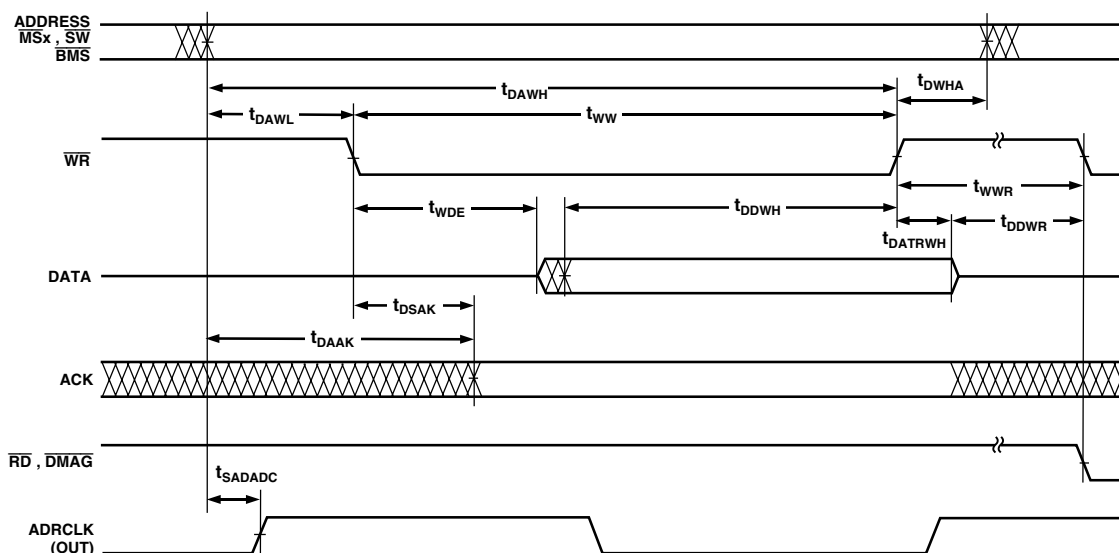 ADDRESS
MSx , SW
BMS
tDAWH
tDWHA
tDAWL
tWW
WR
tWWR
tWDE
tDDWH
tDATRWH
tDDWR
DATA
tDSAK
tDAAK
ACK
RD , DMAG
tSADADC
ADRCLK
(OUT)